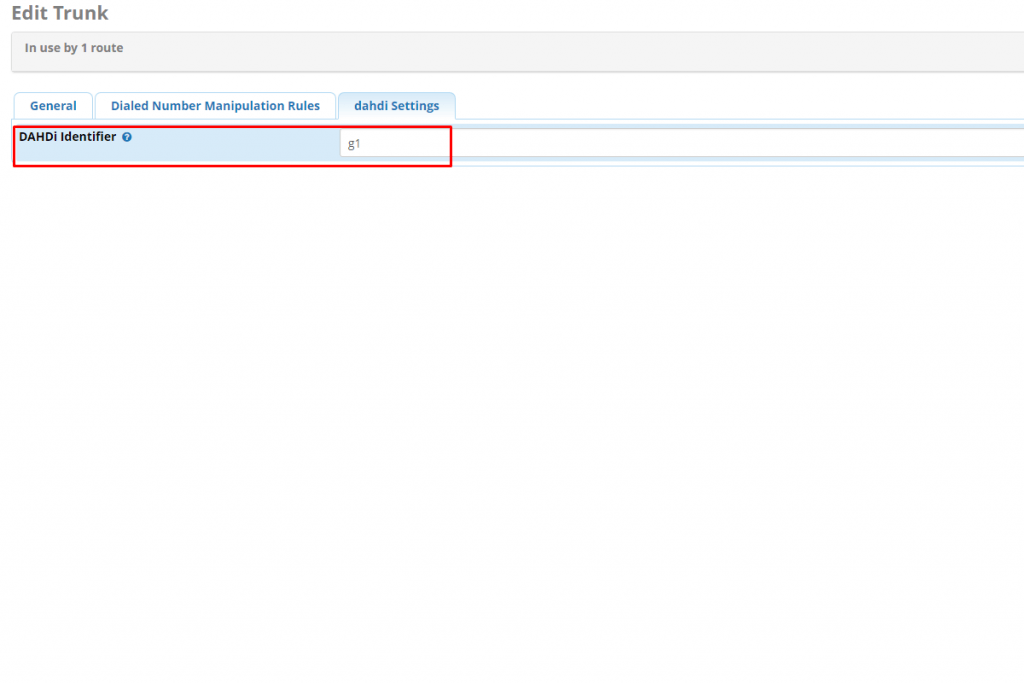 Edit Trunk
In use by 1 route
General
Dialed Number Manipulation Rules
dahdi Settings
DAHDi Identifier ?
g1